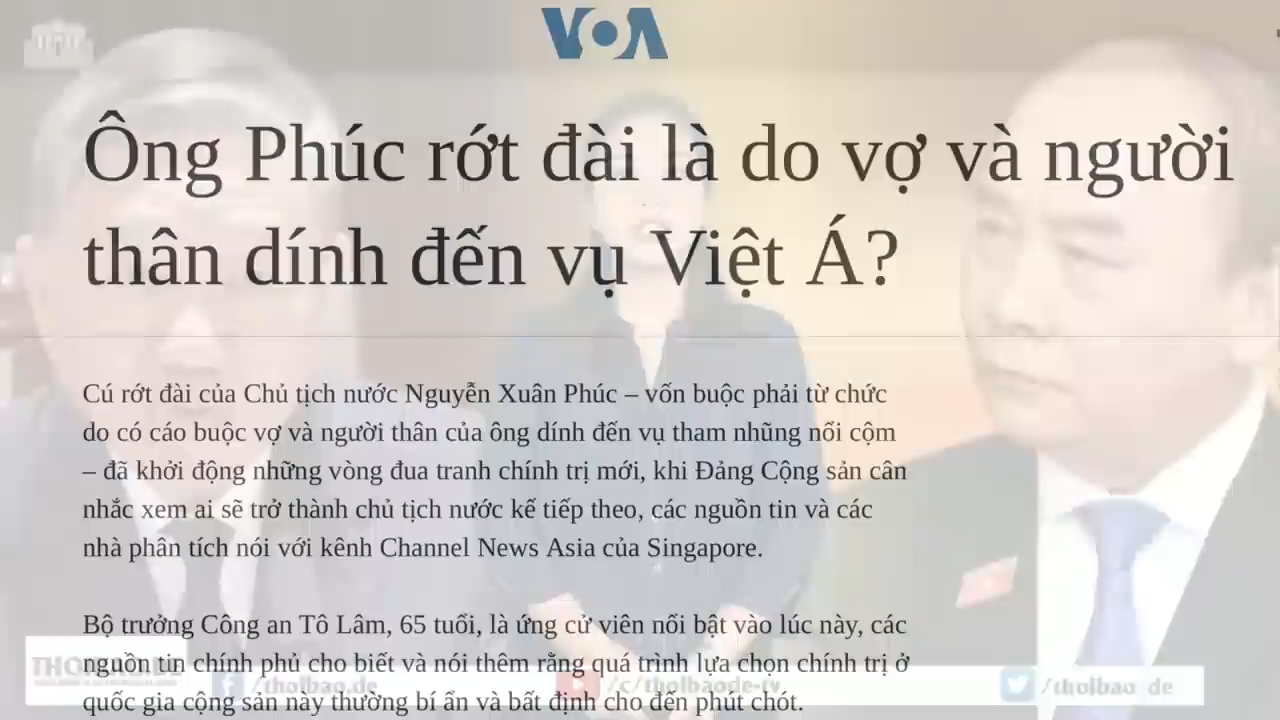 VOA
Ông Phúc rớt đài là do vợ và người
thân dính đến vụ Việt Á?
Cú rớt đài của Chủ tịch nước Nguyễn Xuân Phúc – vốn buộc phải từ chức
do có cáo buộc vợ và người thân của ông dính đến vụ tham nhũng nổi cộm
– đã khởi động những vòng đua tranh chính trị mới, khi Đảng Cộng sản cân
nhắc xem ai sẽ trở thành chủ tịch nước kế tiếp theo, các nguồn tin và các
nhà phân tích nói với kênh Channel News Asia của Singapore.
Bộ trưởng Công an Tô Lâm, 65 tuổi, là ứng cử viên nổi bật vào lúc này, các
nguồn tin chính phủ cho biết và nói thêm rằng quá trình lựa chọn chính trị ở
quốc gia cộng sản này thường bí ẩn và bất định cho đến phút chót.
/thoibao.de
/c/thoibaode-tv
/thoibao_de